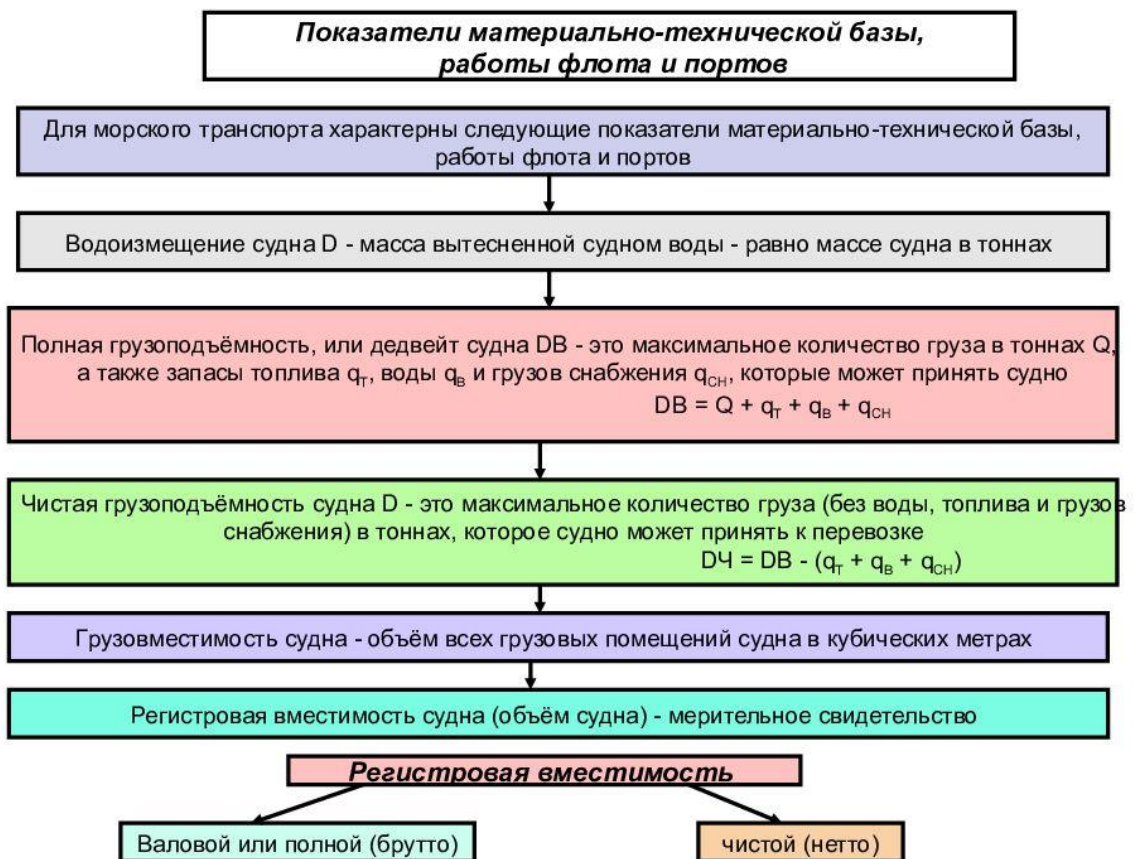 Показатели материально-технической базы,
работы флота и портов
Для морского транспорта характерны следующие показатели материально-технической базы,
работы флота и портов
Водоизмещение судна D - масса вытесненной судном воды - равно массе судна в тоннах
Полная грузоподъёмность, или дедвейт судна DВ - это максимальное количество груза в тоннах Q,
а также запасы топлива qТ, воды qВ и грузов снабжения qСН, которые может принять судно
DВ = Q + qТ + qВ + qСН
Чистая грузоподъёмность судна D - это максимальное количество груза (без воды, топлива и грузов
снабжения) в тоннах, которое судно может принять к перевозке
DЧ = DВ - (qТ + qВ + qСН)
Грузовместимость судна - объём всех грузовых помещений судна в кубических метрах
Регистровая вместимость судна (объём судна) - мерительное свидетельство
Регистровая вместимость
Валовой или полной (брутто)
чистой (нетто)